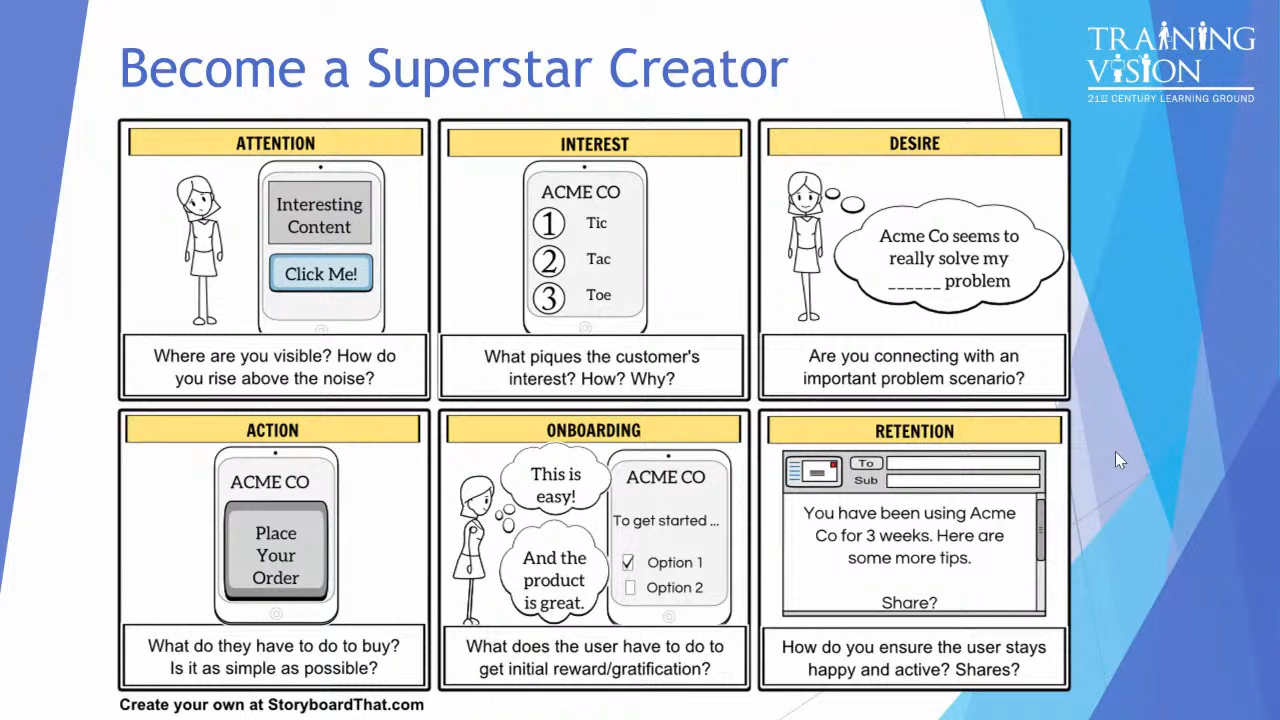 Become a Superstar Creator
TRAINING
VISION
21ST CENTURY LEARNING GROUND
ATTENTION
Interesting
Content
Click Me!
Where are you visible? How do
you rise above the noise?
INTEREST
ACME CO
1 Tic
2 Tac
3 Toe
What piques the customer's
interest? How? Why?
DESIRE
Acme Co seems to
really solve my
______ problem
Are you connecting with an
important problem scenario?
ACTION
ACME CO
Place
Your
Order
What do they have to do to buy?
Is it as simple as possible?
ONBOARDING
This is
easy!
And the
product
is great.
ACME CO
To get started ...
Option 1
Option 2
What does the user have to do to
get initial reward/gratification?
RETENTION
To
Sub
You have been using Acme
Co for 3 weeks. Here are
some more tips.
Share?
How do you ensure the user stays
happy and active? Shares?
Create your own at StoryboardThat.com